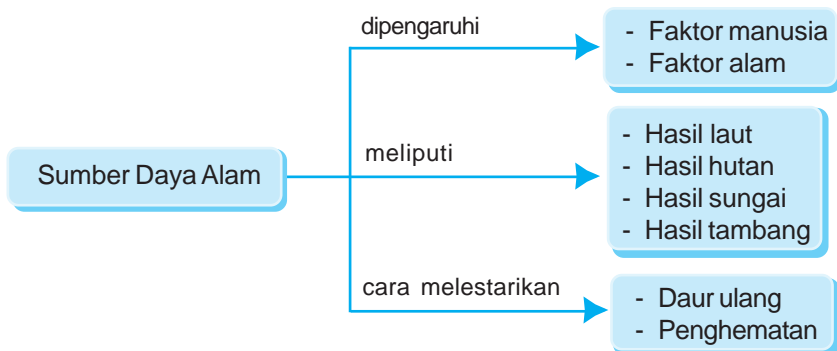 dipengaruhi
- Faktor manusia
- Faktor alam
Sumber Daya Alam
meliputi
- Hasil laut
- Hasil hutan
- Hasil sungai
- Hasil tambang
cara melestarikan
- Daur ulang
- Penghematan